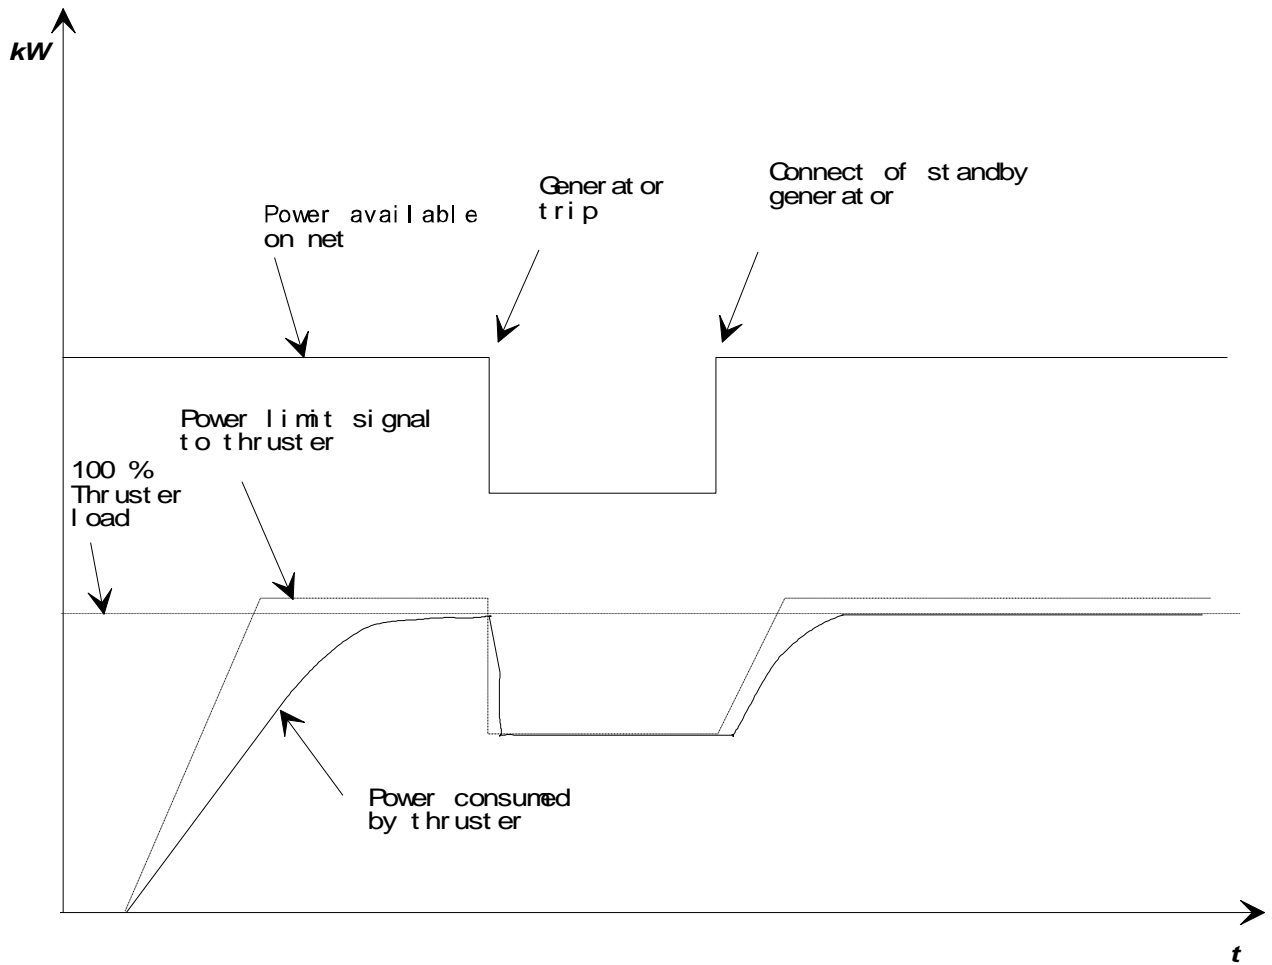 kW
Generator
trip
Connect of standby
generator
Power available
on net
Power limit signal
to thruster
100 %
Thruster
load
Power consumed
by thruster
t